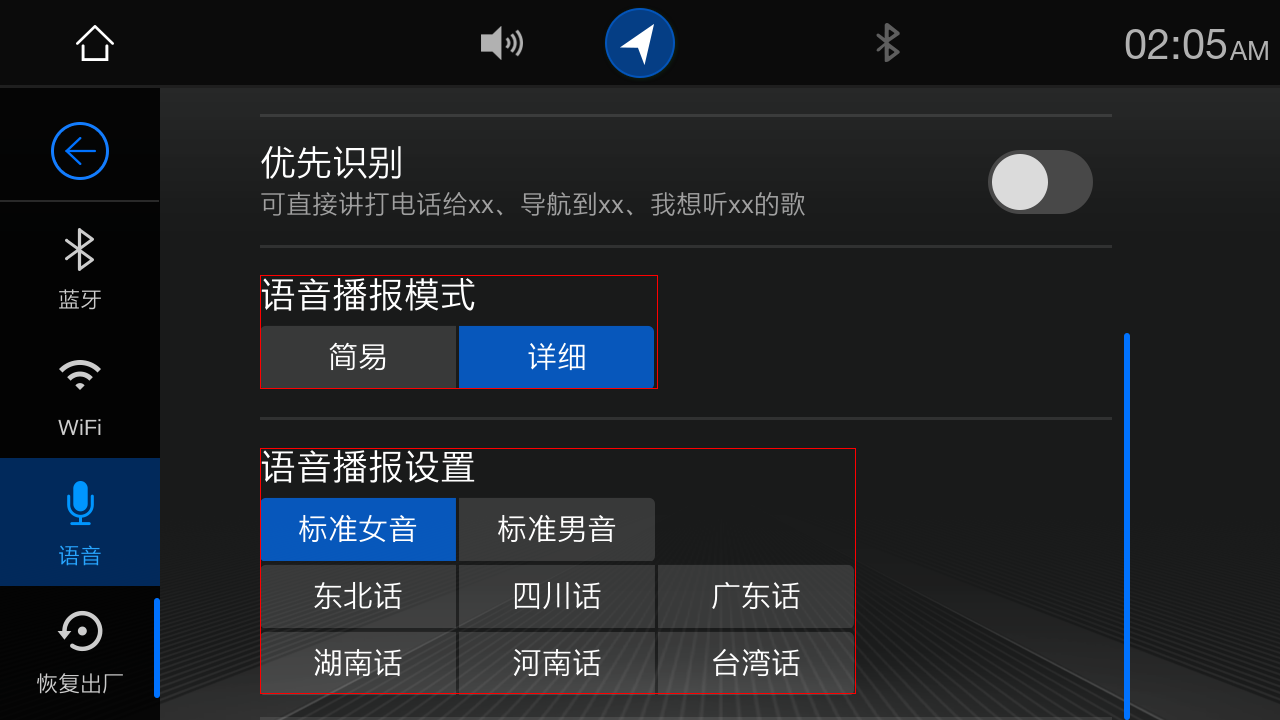 02:05AM
优先识别
可直接讲打电话给xx、导航到xx、我想听xx的歌
蓝牙
语音播报模式
简易 详细
WiFi
语音播报设置
标准女音 标准男音
语音
东北话 四川话 广东话
湖南话 河南话 台湾话
恢复出厂